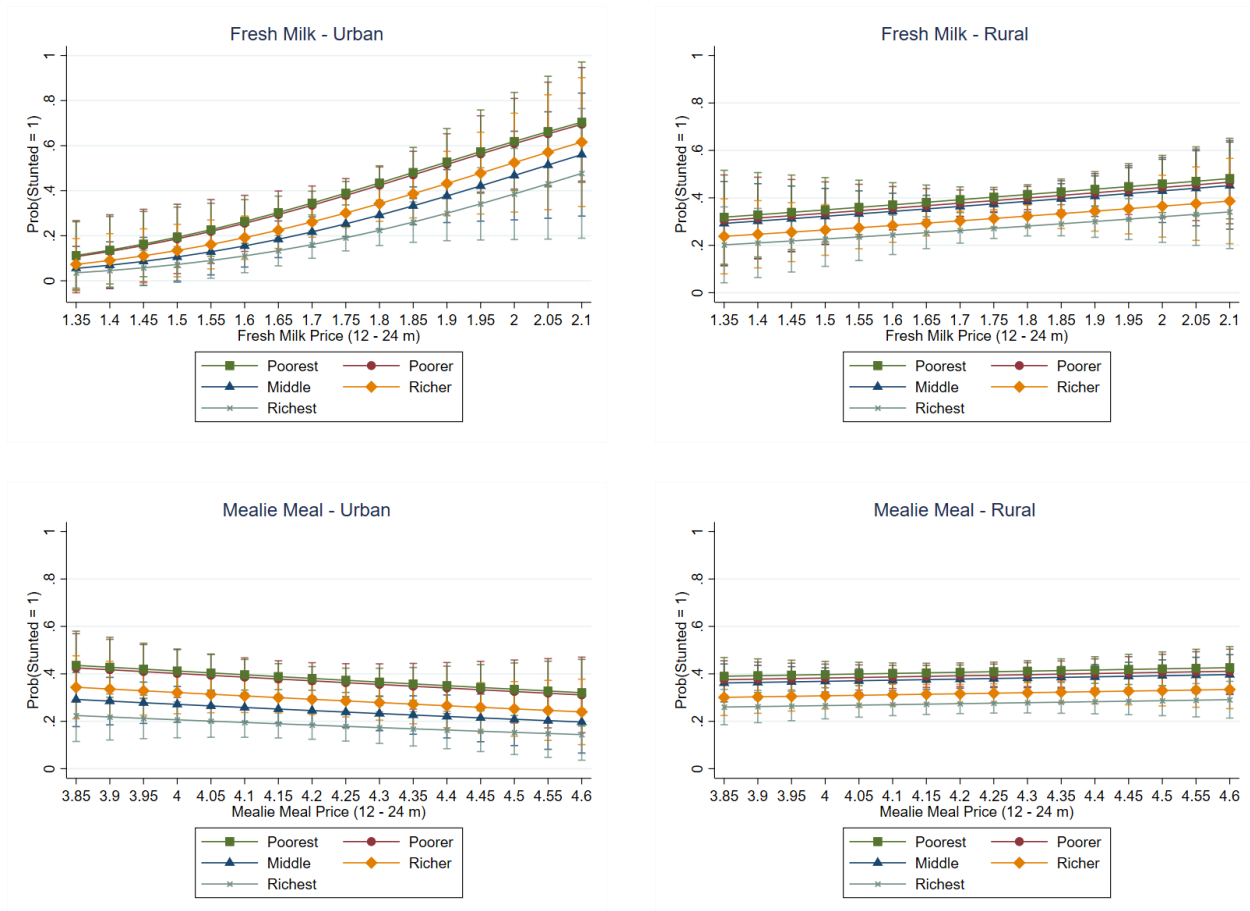 Fresh Milk - Urban
Prob(Stunted = 1)
1
.8
.6
.4
.2
0
1.35 1.4 1.45 1.5 1.55 1.6 1.65 1.7 1.75 1.8 1.85 1.9 1.95 2 2.05 2.1
Fresh Milk Price (12 - 24 m)
Poorest Poorer
Middle Richer
Richest
Fresh Milk - Rural
Prob(Stunted = 1)
1
.8
.6
.4
.2
0
1.35 1.4 1.45 1.5 1.55 1.6 1.65 1.7 1.75 1.8 1.85 1.9 1.95 2 2.05 2.1
Fresh Milk Price (12 - 24 m)
Poorest Poorer
Middle Richer
Richest
Mealie Meal - Urban
Prob(Stunted = 1)
1
.8
.6
.4
.2
0
3.85 3.9 3.95 4 4.05 4.1 4.15 4.2 4.25 4.3 4.35 4.4 4.45 4.5 4.55 4.6
Mealie Meal Price (12 - 24 m)
Poorest Poorer
Middle Richer
Richest
Mealie Meal - Rural
Prob(Stunted = 1)
1
.8
.6
.4
.2
0
3.85 3.9 3.95 4 4.05 4.1 4.15 4.2 4.25 4.3 4.35 4.4 4.45 4.5 4.55 4.6
Mealie Meal Price (12 - 24 m)
Poorest Poorer
Middle Richer
Richest